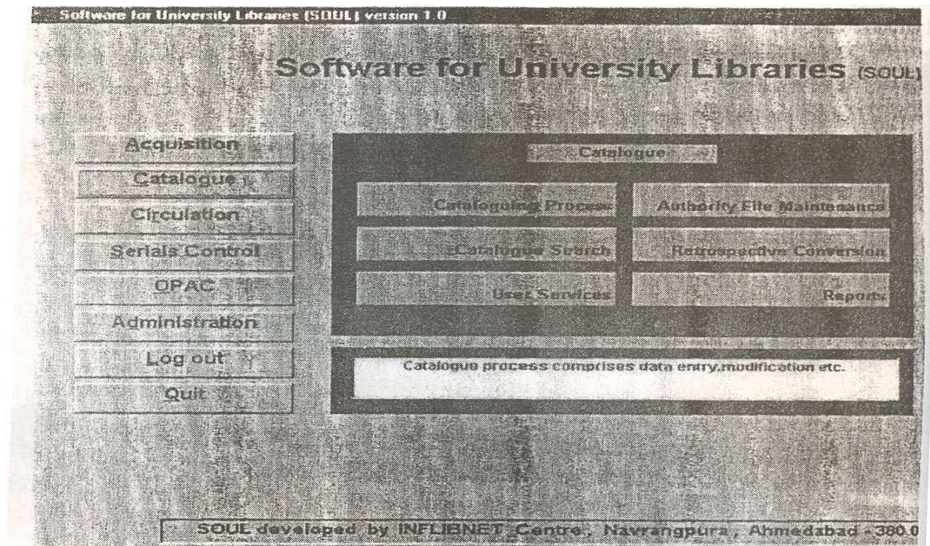 Software for University Libraries (SOUL) version 1.0
Software for University Libraries (SOUL)
Acquisition
Catalogue
Circulation
Serials Control
OPAC
Administration
Log out
Quit
Catalogue
Cataloguing Process
Authority File Maintenance
Catalogue Search
Retrospective Conversion
User Services
Reports
Catalogue process comprises data entry,modification etc.
SOUL developed by INFLIBNET Centre, Navrangpura, Ahmedabad - 380 0